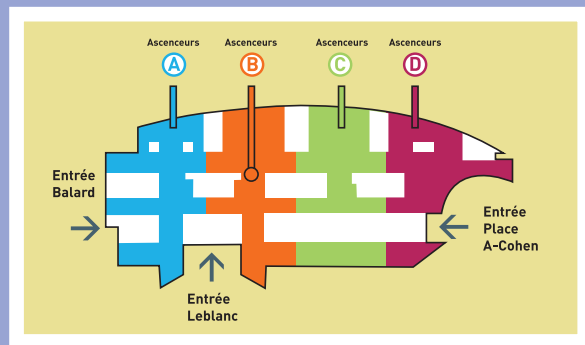 Ascenceurs Ascenceurs Ascenceurs Ascenceurs
A B C D
Entrée
Balard
Entrée
Place
A-Cohen
Entrée
Leblanc